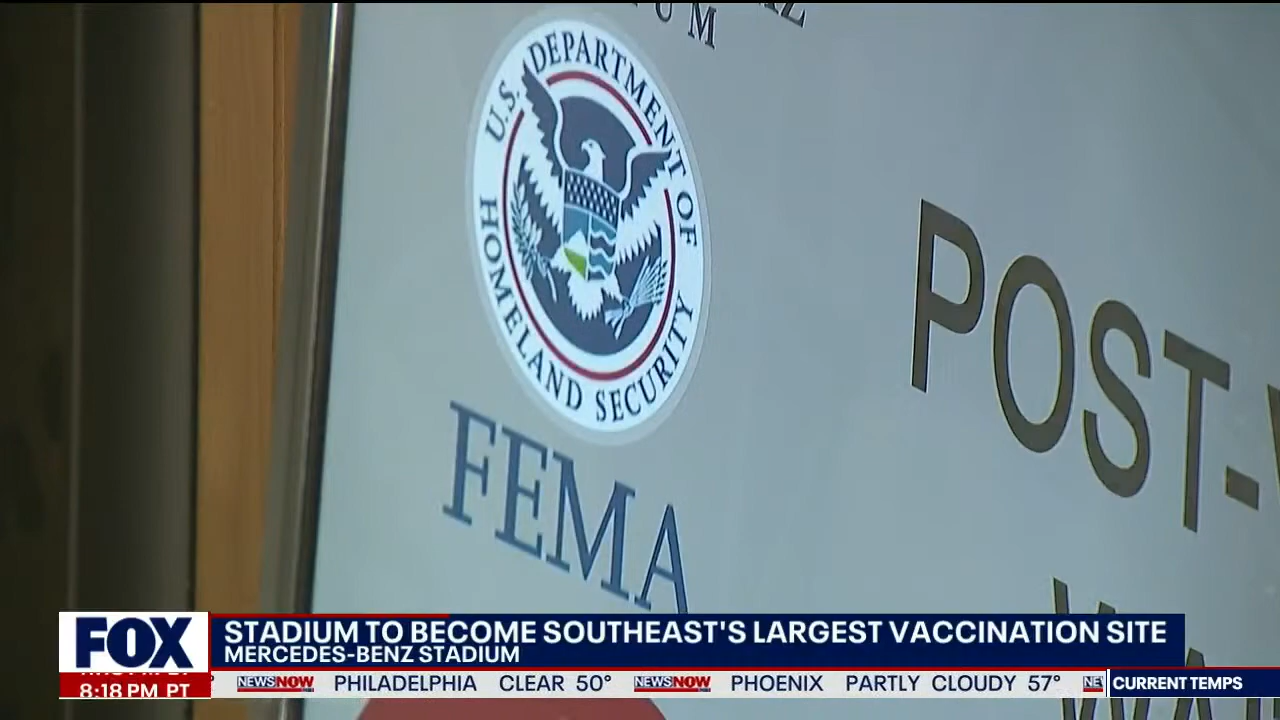 U.S. DEPARTMENT OF
HOMELAND SECURITY
FEMA
POST-
FOX
STADIUM TO BECOME SOUTHEAST'S LARGEST VACCINATION SITE
MERCEDES-BENZ STADIUM
8:18 PM PT
NEWSNOW PHILADELPHIA CLEAR 50° NEWSNOW PHOENIX PARTLY CLOUDY 57°
CURRENT TEMPS